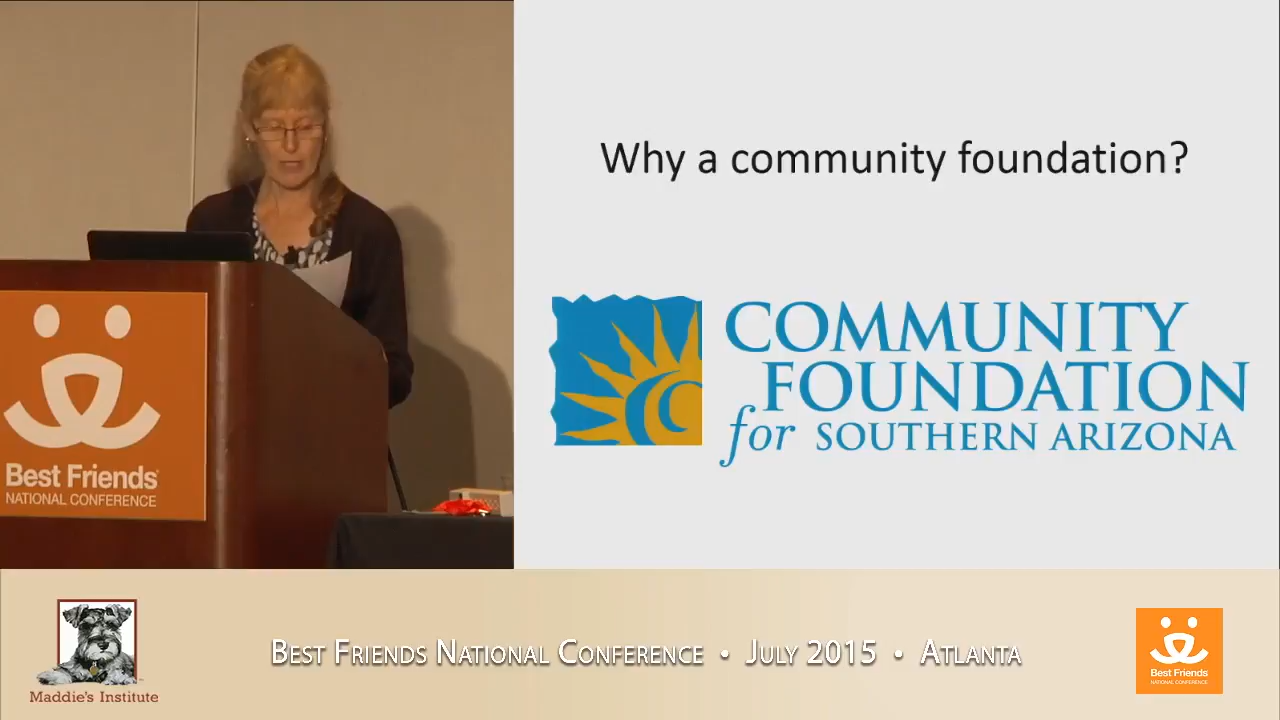 Why a community foundation?
COMMUNITY
FOUNDATION
for SOUTHERN ARIZONA
Best Friends
NATIONAL CONFERENCE
Maddie's Institute
BEST FRIENDS NATIONAL CONFERENCE • JULY 2015 • ATLANTA
Best Friends
NATIONAL CONFERENCE